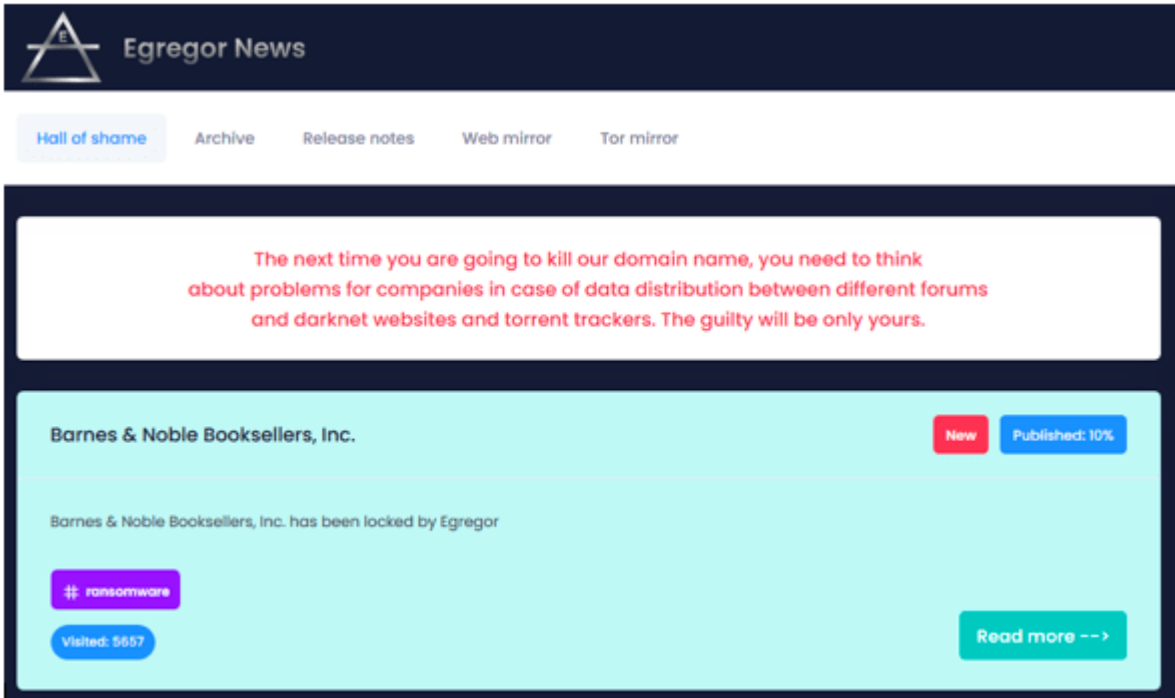 E
Egregor News
Hall of shame Archive Release notes Web mirror Tor mirror
The next time you are going to kill our domain name, you need to think
about problems for companies in case of data distribution between different forums
and darknet websites and torrent trackers. The guilty will be only yours.
Barnes & Noble Booksellers, Inc. New Published: 10%
Barnes & Noble Booksellers, Inc. has been locked by Egregor
# ransomware
Visited: 5657
Read more -->